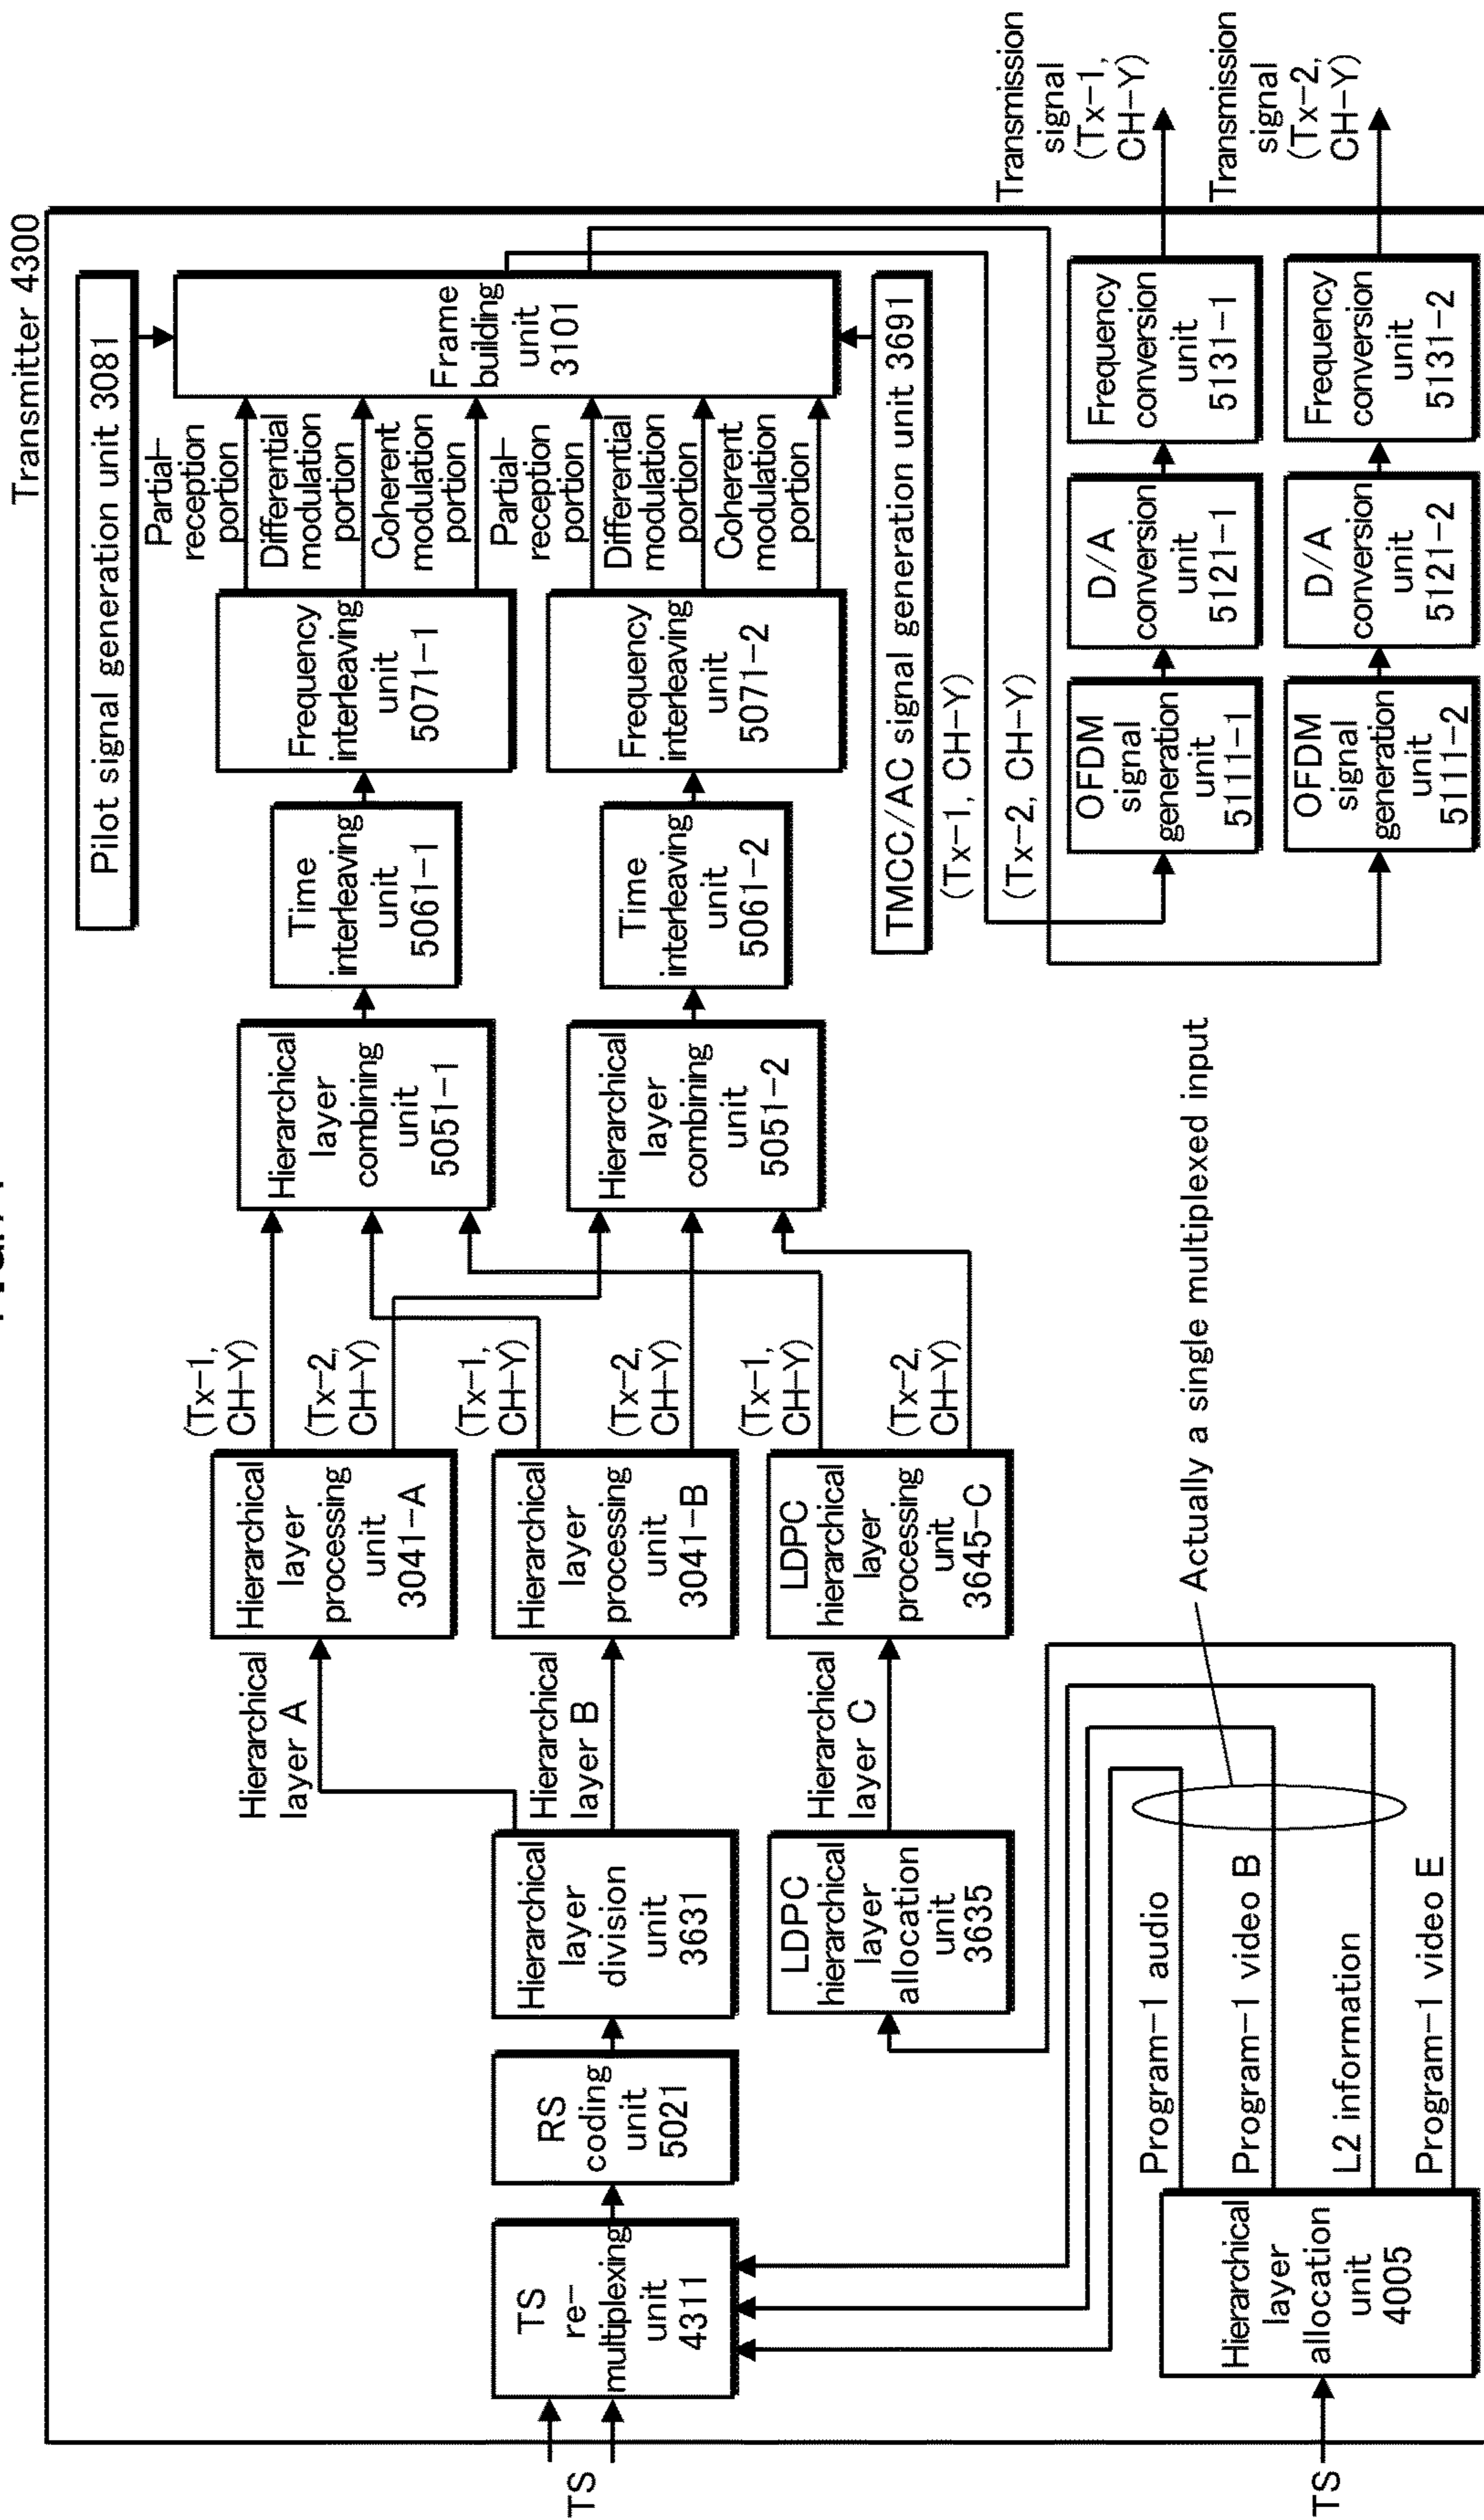 Transmitter 4300
TS
TS
re-
multiplexing
unit
4311
RS
coding
unit
5021
Hierarchical
layer
division
unit
3631
Hierarchical
layer A
Hierarchical
layer B
LDPC
hierarchical
layer
allocation
unit
3635
Hierarchical
layer C
Hierarchical
layer
processing
unit
3041-A
Hierarchical
layer
processing
unit
3041-B
LDPC
hierarchical
layer
processing
unit
3645-C
(Tx-1,
CH-Y)
(Tx-2,
CH-Y)
(Tx-1,
CH-Y)
(Tx-2,
CH-Y)
(Tx-1,
CH-Y)
(Tx-2,
CH-Y)
Hierarchical
layer
combining
unit
5051-1
Hierarchical
layer
combining
unit
5051-2
Time
interleaving
unit
5061-1
Time
interleaving
unit
5061-2
Frequency
interleaving
unit
5071-1
Frequency
interleaving
unit
5071-2
Pilot signal generation unit 3081
Partial-
reception
portion
Differential
modulation
portion
Coherent
modulation
portion
Partial-
reception
portion
Differential
modulation
portion
Coherent
modulation
portion
Frame
building
unit
3101
TMCC/AC signal generation unit 3691
(Tx-1, CH-Y)
(Tx-2, CH-Y)
TS
Hierarchical
layer
allocation
unit
4005
Program-1 audio
Program-1 video B
L2 information
Program-1 video E
Actually a single multiplexed input
OFDM
signal
generation
unit
5111-1
D/A
conversion
unit
5121-1
Frequency
conversion
unit
5131-1
Transmission
signal
(Tx-1,
CH-Y)
OFDM
signal
generation
unit
5111-2
D/A
conversion
unit
5121-2
Frequency
conversion
unit
5131-2
Transmission
signal
(Tx-2,
CH-Y)